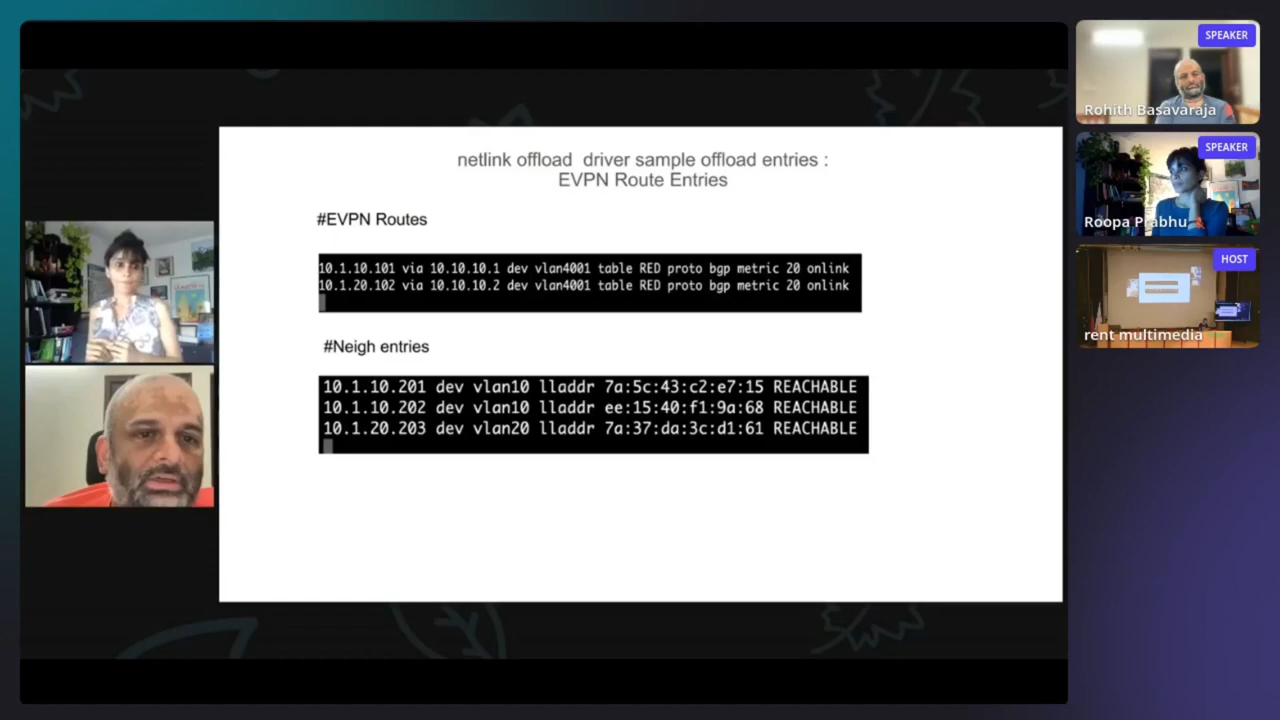 netlink offload driver sample offload entries :
EVPN Route Entries
#EVPN Routes
10.1.10.101 via 10.10.10.1 dev vlan4001 table RED proto bgp metric 20 onlink
10.1.20.102 via 10.10.10.2 dev vlan4001 table RED proto bgp metric 20 onlink
#Neigh entries
10.1.10.201 dev vlan10 lladdr 7a:5c:43:c2:e7:15 REACHABLE
10.1.10.202 dev vlan10 lladdr ee:15:40:f1:9a:68 REACHABLE
10.1.20.203 dev vlan20 lladdr 7a:37:da:3c:d1:61 REACHABLE
SPEAKER
Rohith Basavaraja
SPEAKER
Roopa Prabhu
HOST
rent multimedia